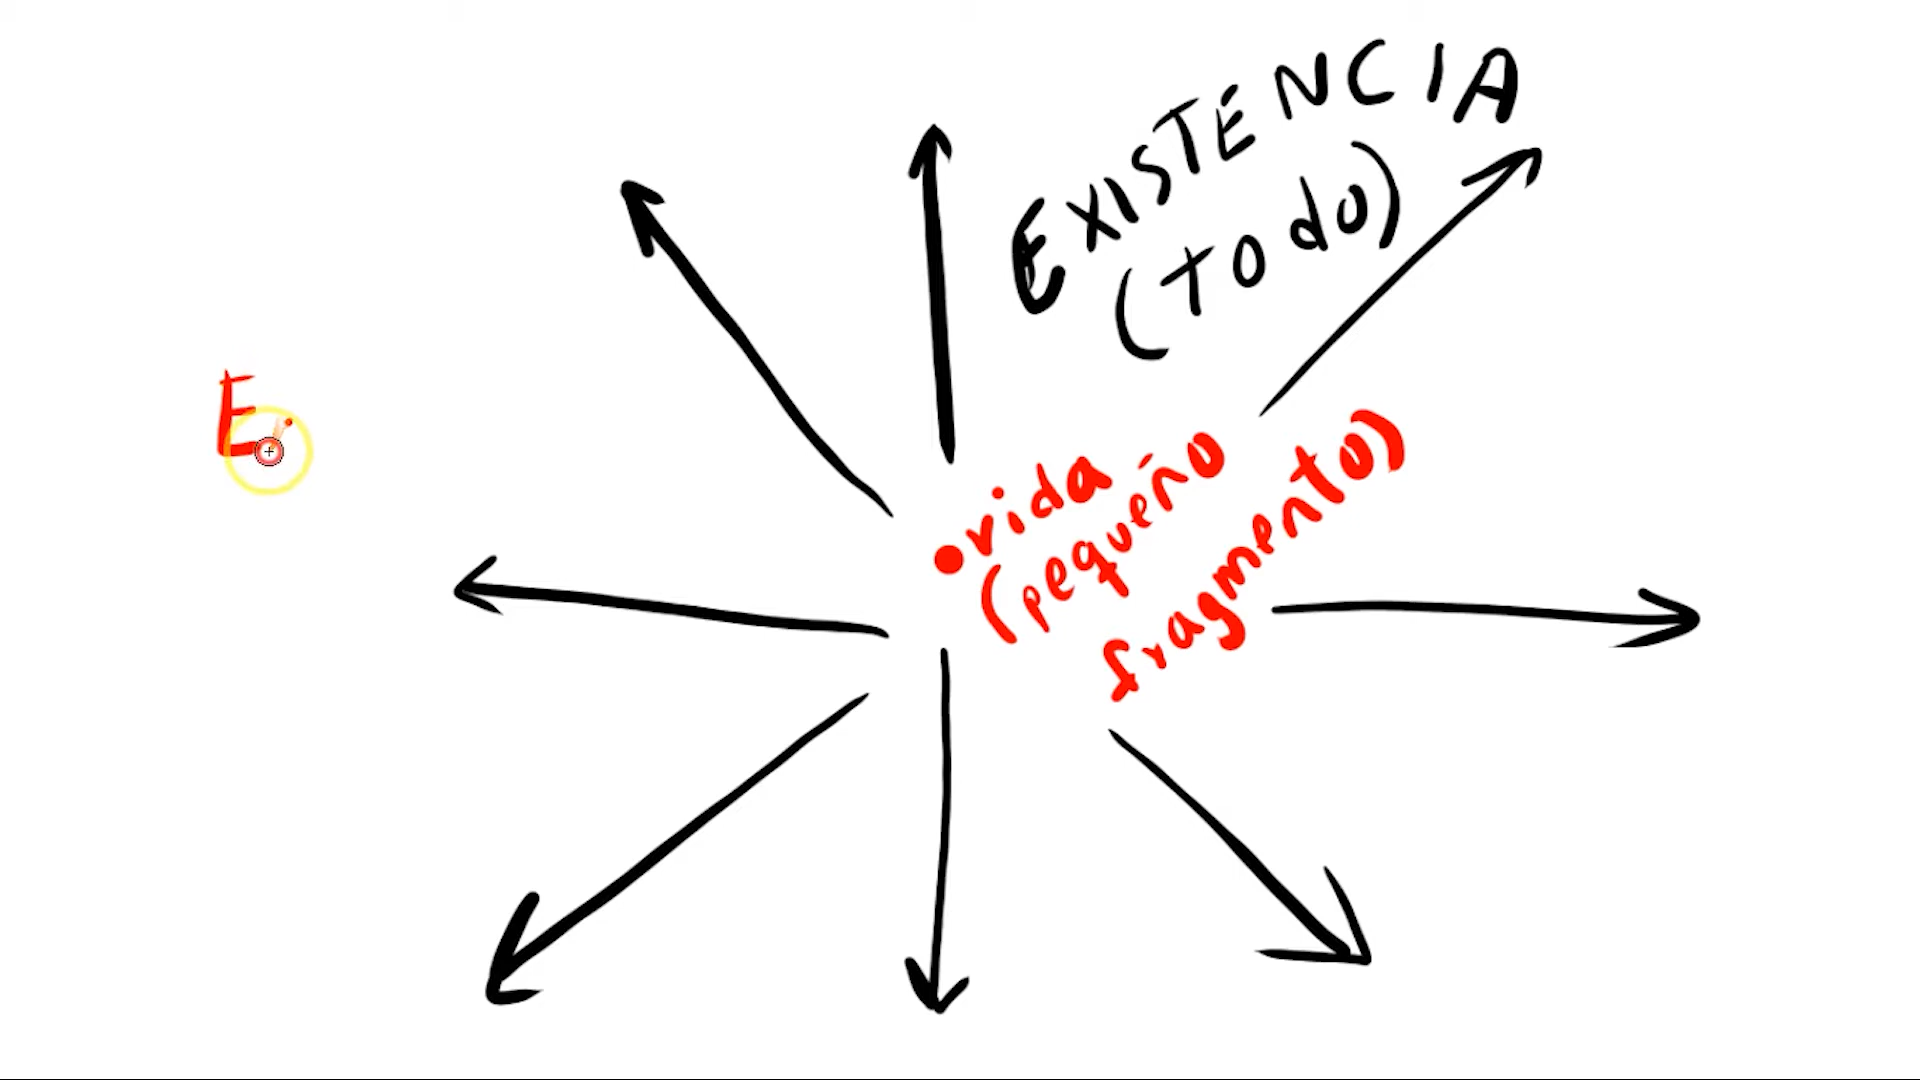 EXISTENCIA
(todo)
E
vida
(pequeño
fragmento)